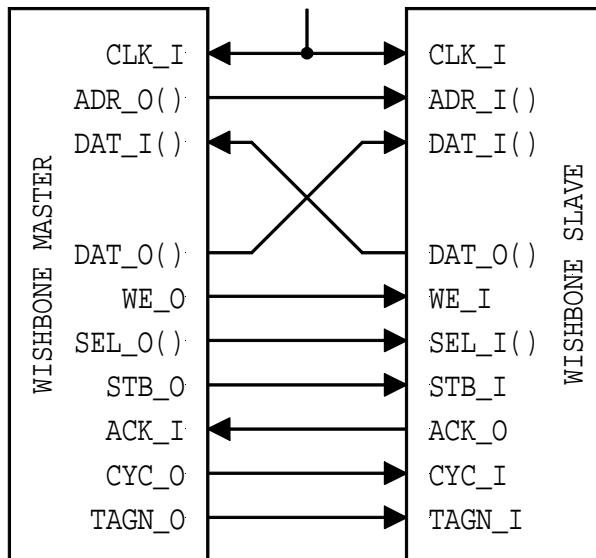 WISHBONE MASTER
CLK_I
ADR_O()
DAT_I()
DAT_O()
WE_O
SEL_O()
STB_O
ACK_I
CYC_O
TAGN_O
CLK_I
ADR_I()
DAT_I()
DAT_O()
WE_I
SEL_I()
STB_I
ACK_O
CYC_I
TAGN_I
WISHBONE SLAVE